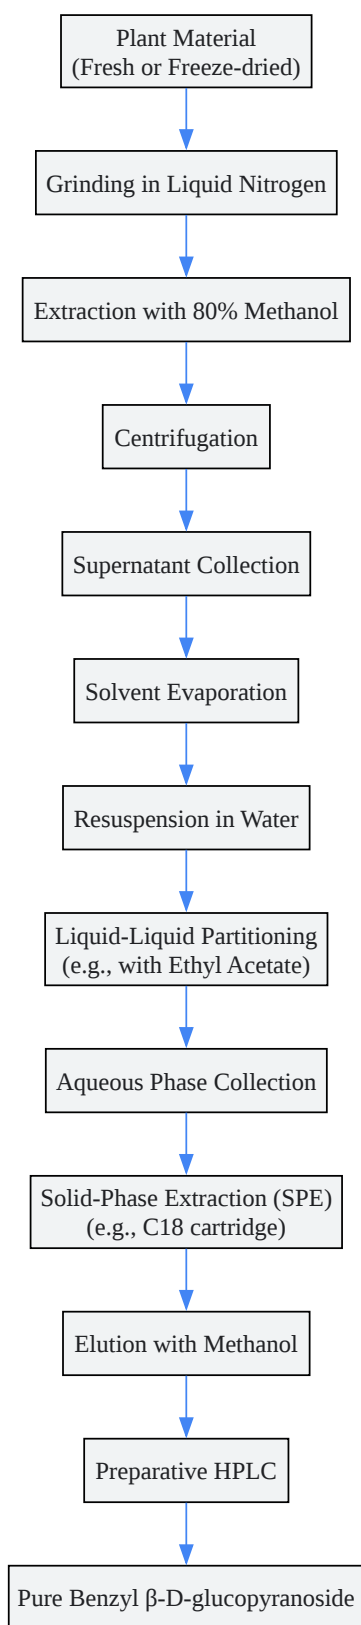 Plant Material
(Fresh or Freeze-dried)
Grinding in Liquid Nitrogen
Extraction with 80% Methanol
Centrifugation
Supernatant Collection
Solvent Evaporation
Resuspension in Water
Liquid-Liquid Partitioning
(e.g., with Ethyl Acetate)
Aqueous Phase Collection
Solid-Phase Extraction (SPE)
(e.g., C18 cartridge)
Elution with Methanol
Preparative HPLC
Pure Benzyl β-D-glucopyranoside